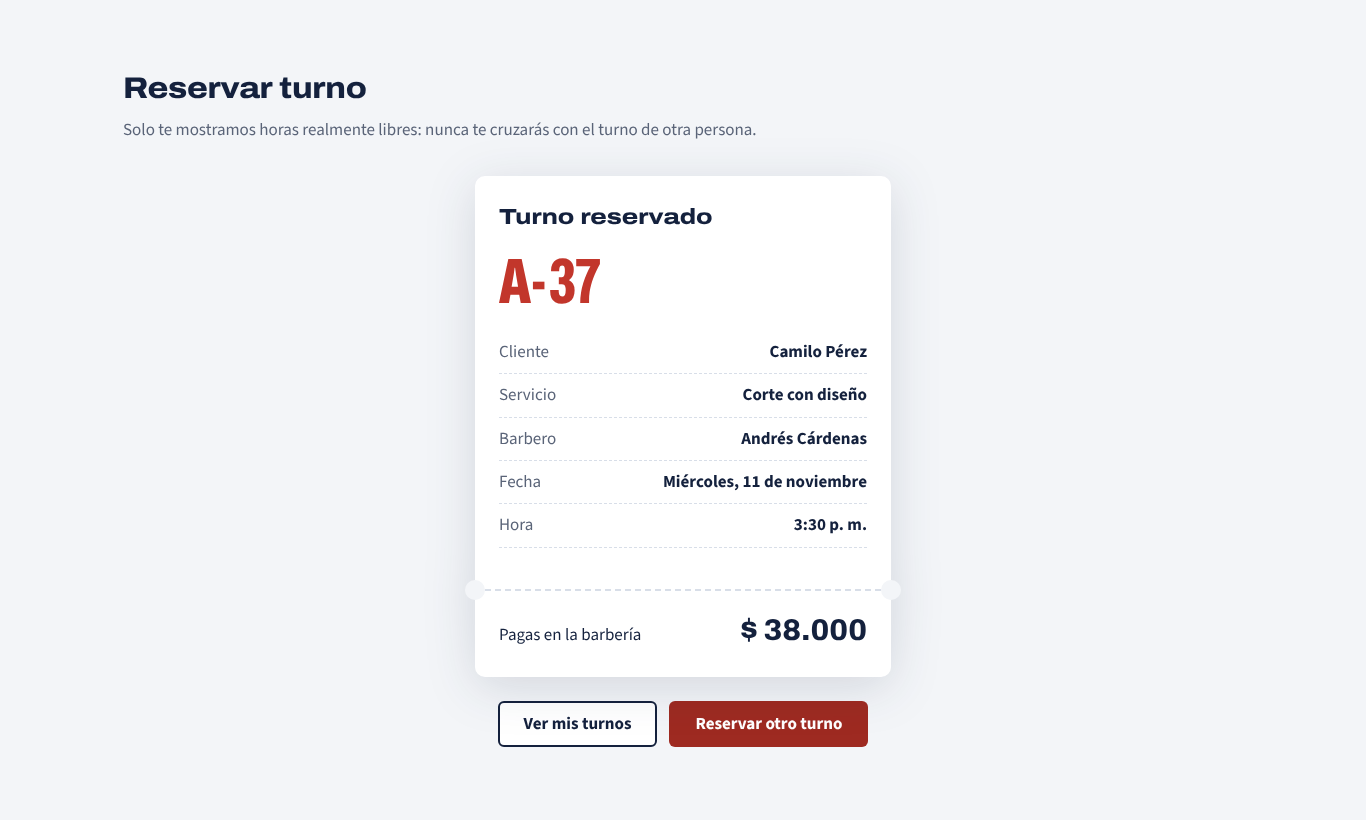 Reservar turno
Solo te mostramos horas realmente libres: nunca te cruzarás con el turno de otra persona.
Turno reservado
A-37
Cliente Camilo Pérez
Servicio Corte con diseño
Barbero Andrés Cárdenas
Fecha Miércoles, 11 de noviembre
Hora 3:30 p. m.
Pagas en la barbería $ 38.000
Ver mis turnos Reservar otro turno